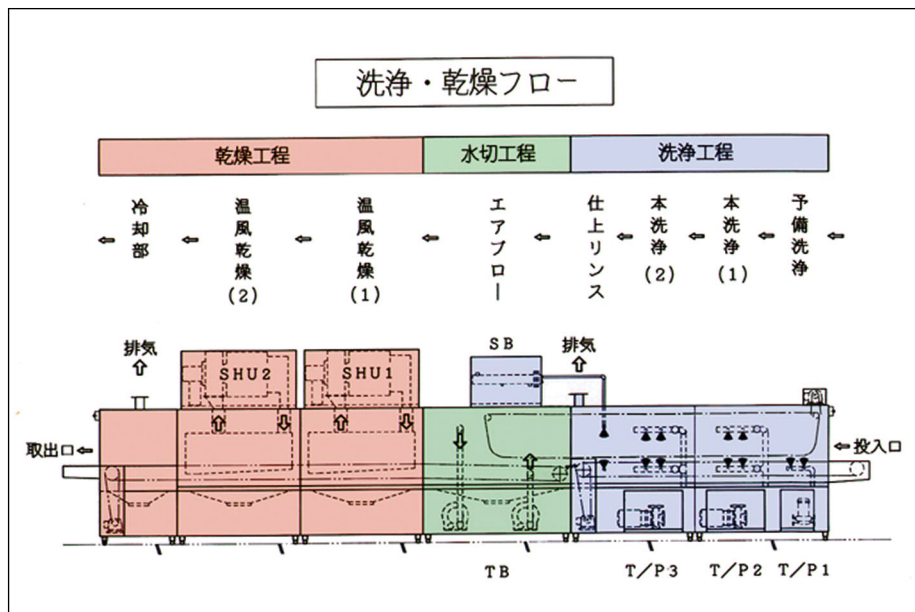 洗浄・乾燥フロー
乾燥工程
水切工程
洗浄工程
冷却部
温風乾燥(2)
温風乾燥(1)
エアブロー
仕上リンス
本洗浄(2)
本洗浄(1)
予備洗浄
排気
SHU2
SHU1
SB
排気
取出口
投入口
TB
T/P3
T/P2
T/P1